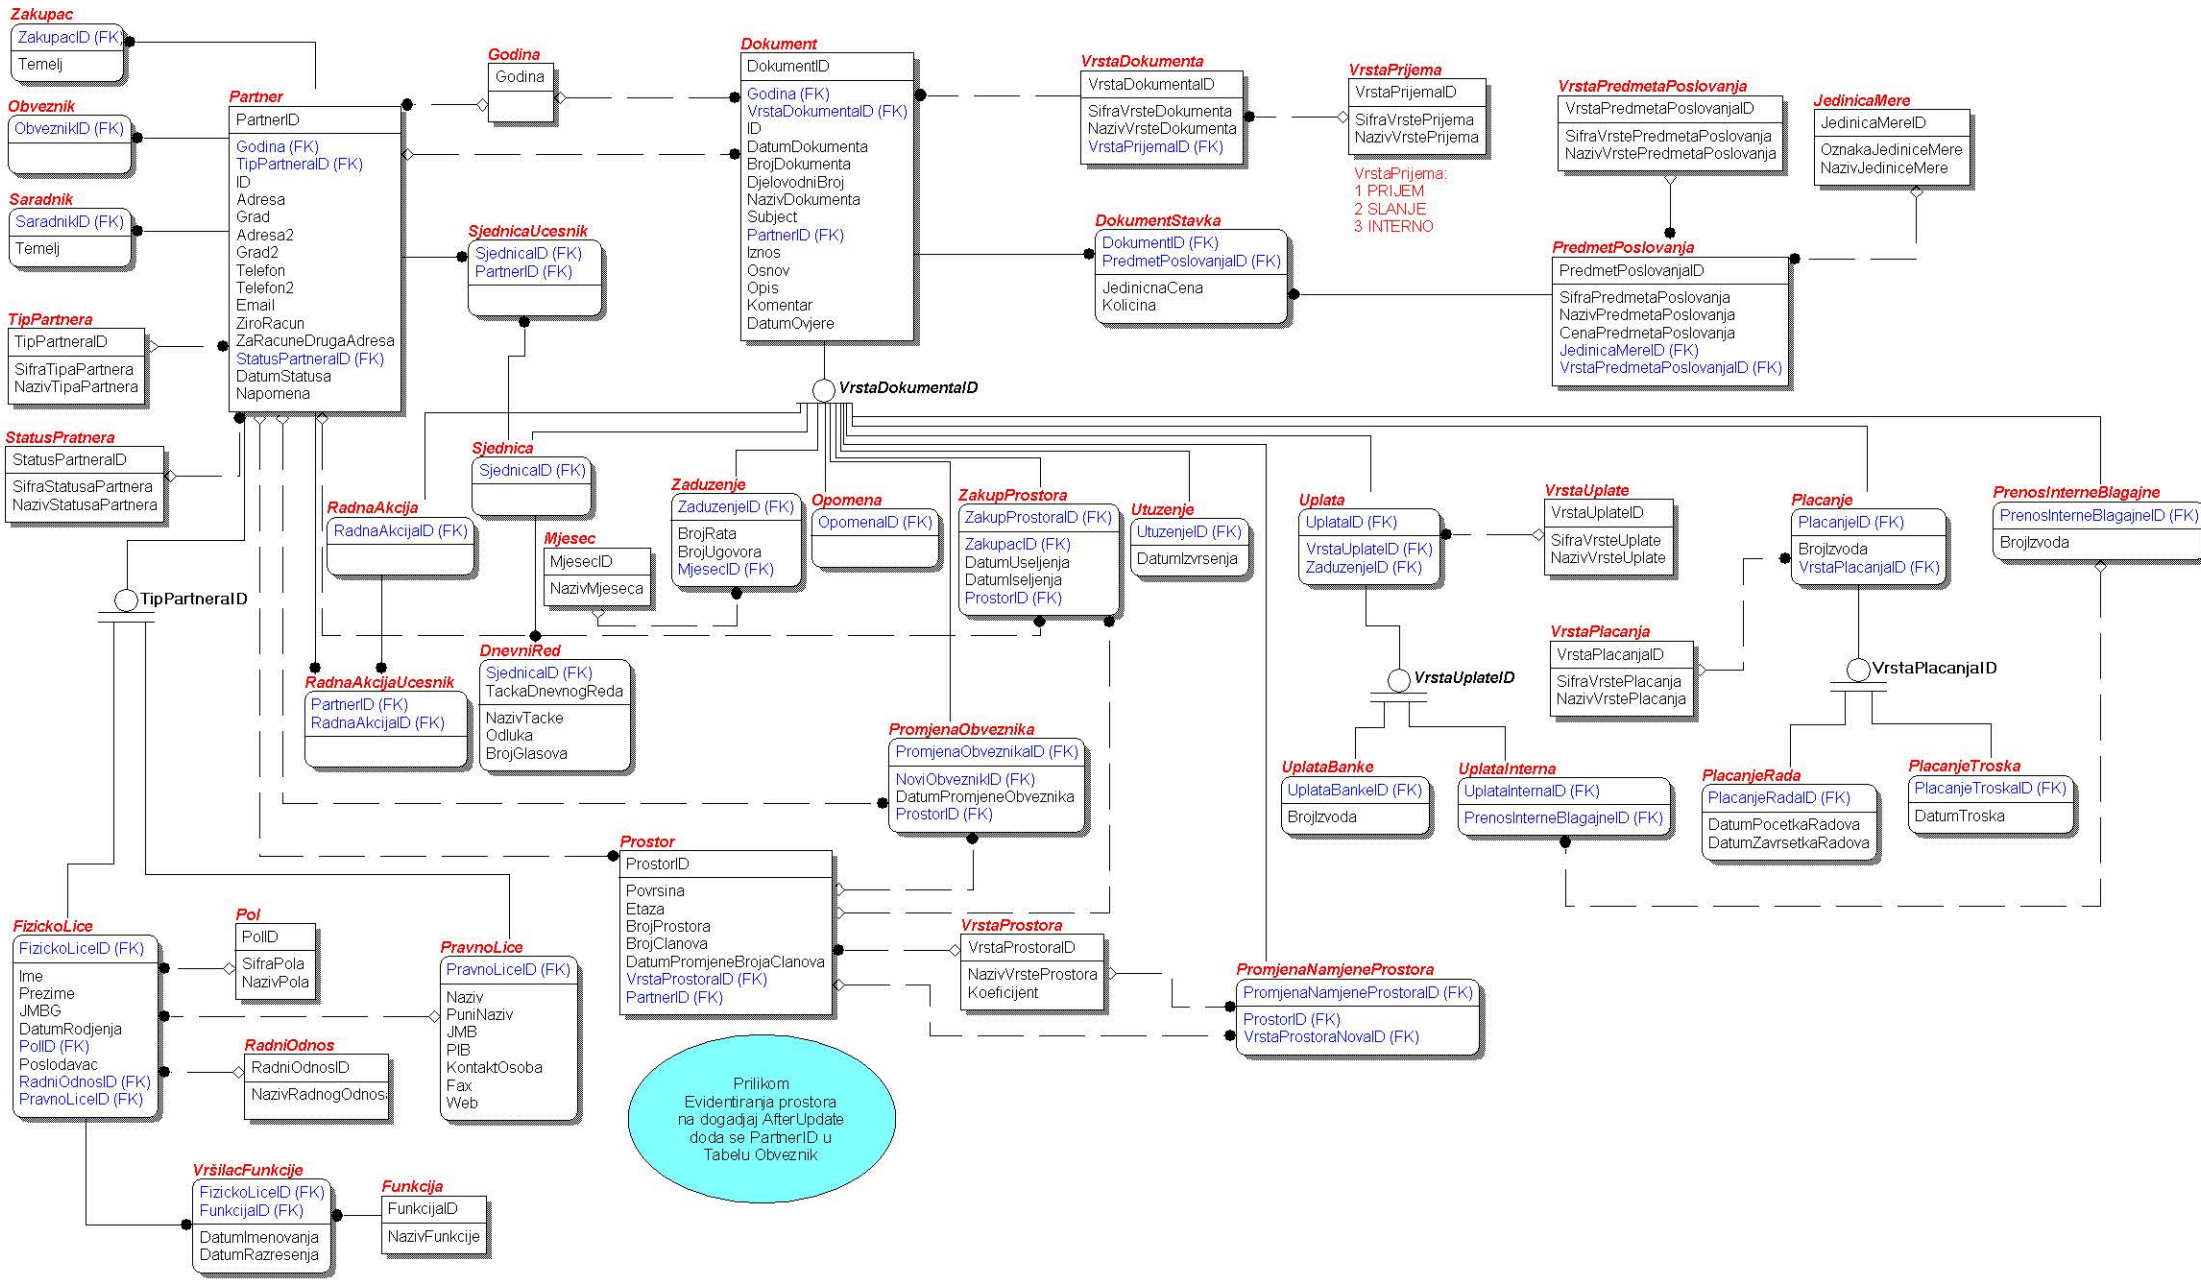 Zakupac
ZakupacID (FK)
Temelj
Obveznik
ObveznikID (FK)
Saradnik
SaradnikID (FK)
Temelj
TipPartnera
TipPartneraID
SifraTipaPartnera
NazivTipaPartnera
StatusPratnera
StatusPartneraID
SifraStatusaPartnera
NazivStatusaPartnera
Partner
PartnerID
Godina (FK)
TipPartneraID (FK)
ID
Adresa
Grad
Adresa2
Grad2
Telefon
Telefon2
Email
ZiroRacun
ZaRacuneDrugaAdresa
StatusPartneraID (FK)
DatumStatusa
Napomena
Godina
Godina
SjednicaUcesnik
SjednicaID (FK)
PartnerID (FK)
Dokument
DokumentID
Godina (FK)
VrstaDokumentaID (FK)
ID
DatumDokumenta
BrojDokumenta
DjelovodniBroj
NazivDokumenta
Subject
PartnerID (FK)
Iznos
Osnov
Opis
Komentar
DatumOvjere
VrstaDokumenta
VrstaDokumentaID
SifraVrsteDokumenta
NazivVrsteDokumenta
VrstaPrijemaID (FK)
VrstaPrijema
VrstaPrijemaID
SifraVrstePrijema
NazivVrstePrijema
VrstaPrijema:
1 PRIJEM
2 SLANJE
3 INTERNO
VrstaPredmetaPoslovanja
VrstaPredmetaPoslovanjaID
SifraVrstePredmetaPoslovanja
NazivVrstePredmetaPoslovanja
JedinicaMere
JedinicaMereID
OznakaJediniceMere
NazivJediniceMere
DokumentStavka
DokumentID (FK)
PredmetPoslovanjaID (FK)
JedinicnaCena
Kolicina
PredmetPoslovanja
PredmetPoslovanjaID
SifraPredmetaPoslovanja
NazivPredmetaPoslovanja
CenaPredmetaPoslovanja
JedinicaMereID (FK)
VrstaPredmetaPoslovanjaID (FK)
VrstaDokumentaID
RadnaAkcija
RadnaAkcijaID (FK)
Sjednica
SjednicaID (FK)
Mjesec
MjesecID
NazivMjeseca
Zaduzenje
ZaduzenjeID (FK)
BrojRata
BrojUgovora
MjesecID (FK)
Opomena
OpomenaID (FK)
ZakupProstora
ZakupProstoraID (FK)
ZakupacID (FK)
DatumUseljenja
DatumIseljenja
ProstorID (FK)
Utuzenje
UtuzenjeID (FK)
DatumIzvrsenja
Uplata
UplataID (FK)
VrstaUplateID (FK)
ZaduzenjeID (FK)
VrstaUplate
VrstaUplateID
SifraVrsteUplate
NazivVrsteUplate
Placanje
PlacanjeID (FK)
BrojIzvoda
VrstaPlacanjaID (FK)
PrenosInterneBlagajne
PrenosInterneBlagajneID (FK)
BrojIzvoda
TipPartneraID
RadnaAkcijaUcesnik
PartnerID (FK)
RadnaAkcijaID (FK)
DnevniRed
SjednicaID (FK)
TackaDnevnogReda
NazivTacke
Odluka
BrojGlasova
VrstaPlacanja
VrstaPlacanjaID
SifraVrstePlacanja
NazivVrstePlacanja
VrstaUplateID
VrstaPlacanjaID
PromjenaObveznika
PromjenaObveznikaID (FK)
NoviObveznikID (FK)
DatumPromjeneObveznika
ProstorID (FK)
UplataBanke
UplataBankeID (FK)
BrojIzvoda
UplataInterna
UplataInternaID (FK)
PrenosInterneBlagajneID (FK)
PlacanjeRada
PlacanjeRadaID (FK)
DatumPocetkaRadova
DatumZavrsetkaRadova
PlacanjeTroska
PlacanjeTroskaID (FK)
DatumTroska
Prostor
ProstorID
Povrsina
Etaza
BrojProstora
BrojClanova
DatumPromjeneBrojaClanova
VrstaProstoraID (FK)
PartnerID (FK)
VrstaProstora
VrstaProstoraID
NazivVrsteProstora
Koeficijent
PromjenaNamjeneProstora
PromjenaNamjeneProstoraID (FK)
ProstorID (FK)
VrstaProstoraNovaID (FK)
FizickoLice
FizickoLiceID (FK)
Ime
Prezime
JMBG
DatumRodjenja
PolID (FK)
Poslodavac
RadniOdnosID (FK)
PravnoLiceID (FK)
Pol
PolID
SifraPola
NazivPola
RadniOdnos
RadniOdnosID
NazivRadnogOdnosa
PravnoLice
PravnoLiceID (FK)
Naziv
PuniNaziv
JMB
PIB
KontaktOsoba
Fax
Web
Prilikom
Evidentiranja prostora
na dogadjaj AfterUpdate
doda se PartnerID u
Tabelu Obveznik
VršilacFunkcije
FizickoLiceID (FK)
FunkcijaID (FK)
DatumImenovanja
DatumRazresenja
Funkcija
FunkcijaID
NazivFunkcije